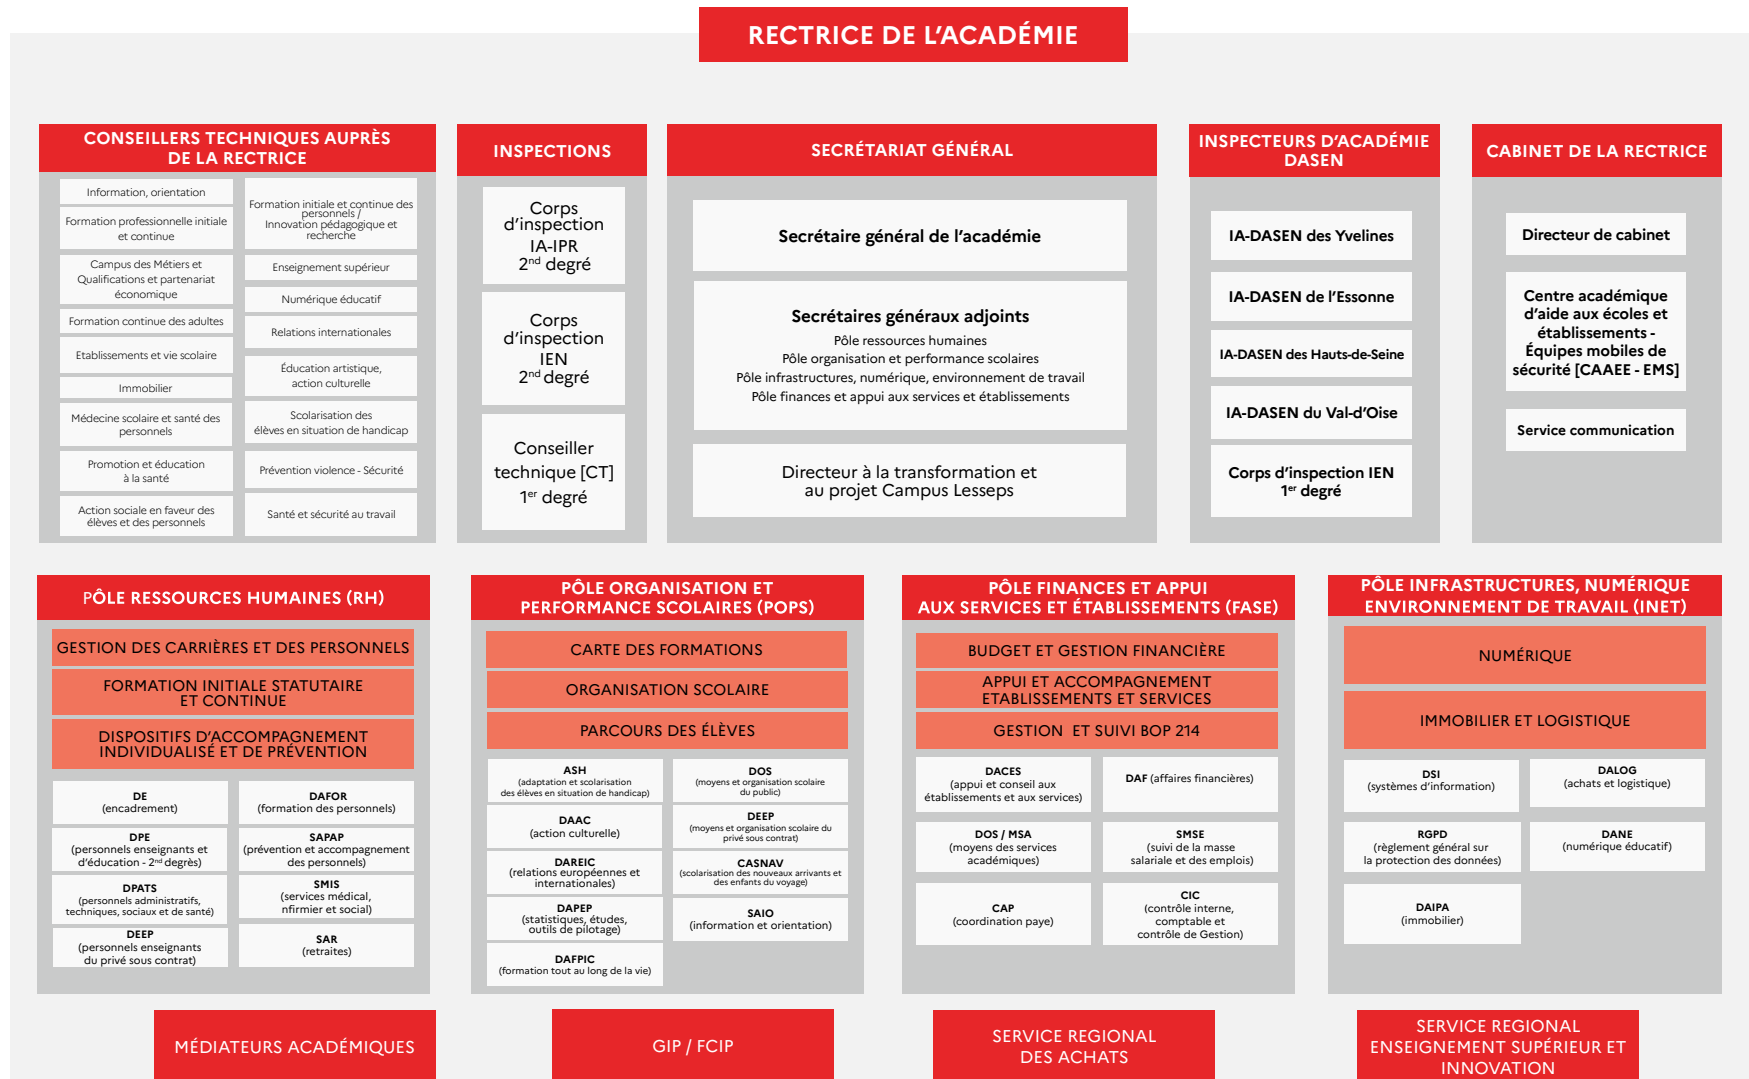 RECTRICE DE L’ACADÉMIE
CONSEILLERS TECHNIQUES AUPRÈS
DE LA RECTRICE
Information, orientation
Formation professionnelle initiale
et continue
Campus des Métiers et
Qualifications et partenariat
économique
Formation continue des adultes
Etablissements et vie scolaire
Immobilier
Médecine scolaire et santé des
personnels
Promotion et éducation
à la santé
Action sociale en faveur des
élèves et des personnels
Formation initiale et continue des
personnels /
Innovation pédagogique et
recherche
Enseignement supérieur
Numérique éducatif
Relations internationales
Éducation artistique,
action culturelle
Scolarisation des
élèves en situation de handicap
Prévention violence - Sécurité
Santé et sécurité au travail
INSPECTIONS
Corps
d’inspection
IA-IPR
2nd degré
Corps
d’inspection
IEN
2nd degré
Conseiller
technique [CT]
1er degré
SECRÉTARIAT GÉNÉRAL
Secrétaire général de l’académie
Secrétaires généraux adjoints
Pôle ressources humaines
Pôle organisation et performance scolaires
Pôle infrastructures, numérique, environnement de travail
Pôle finances et appui aux services et établissements
Directeur à la transformation et
au projet Campus Lesseps
INSPECTEURS D’ACADÉMIE
DASEN
IA-DASEN des Yvelines
IA-DASEN de l’Essonne
IA-DASEN des Hauts-de-Seine
IA-DASEN du Val-d’Oise
Corps d’inspection IEN
1er degré
CABINET DE LA RECTRICE
Directeur de cabinet
Centre académique
d’aide aux écoles et
établissements -
Équipes mobiles de
sécurité [CAAEE - EMS]
Service communication
PÔLE RESSOURCES HUMAINES (RH)
GESTION DES CARRIÈRES ET DES PERSONNELS
FORMATION INITIALE STATUTAIRE
ET CONTINUE
DISPOSITIFS D’ACCOMPAGNEMENT
INDIVIDUALISÉ ET DE PRÉVENTION
DE
(encadrement)
DPE
(personnels enseignants et
d’éducation - 2nd degrès)
DPATS
(personnels administratifs,
techniques, sociaux et de santé)
DEEP
(personnels enseignants
du privé sous contrat)
DAFOR
(formation des personnels)
SAPAP
(prévention et accompagnement
des personnels)
SMIS
(services médical,
nfirmier et social)
SAR
(retraites)
PÔLE ORGANISATION ET
PERFORMANCE SCOLAIRES (POPS)
CARTE DES FORMATIONS
ORGANISATION SCOLAIRE
PARCOURS DES ÉLÈVES
ASH
(adaptation et scolarisation
des élèves en situation de handicap)
DAAC
(action culturelle)
DAREIC
(relations européennes et
internationales)
DAPEP
(statistiques, études,
outils de pilotage)
DAFPIC
(formation tout au long de la vie)
DOS
(moyens et organisation scolaire
du public)
DEEP
(moyens et organisation scolaire du
privé sous contrat)
CASNAV
(scolarisation des nouveaux arrivants et
des enfants du voyage)
SAIO
(information et orientation)
PÔLE FINANCES ET APPUI
AUX SERVICES ET ÉTABLISSEMENTS (FASE)
BUDGET ET GESTION FINANCIÈRE
APPUI ET ACCOMPAGNEMENT
ETABLISSEMENTS ET SERVICES
GESTION ET SUIVI BOP 214
DACES
(appui et conseil aux
établissements et aux services)
DOS / MSA
(moyens des services
académiques)
CAP
(coordination paye)
DAF (affaires financières)
SMSE
(suivi de la masse
salariale et des emplois)
CIC
(contrôle interne,
comptable et
contrôle de Gestion)
PÔLE INFRASTRUCTURES, NUMÉRIQUE
ENVIRONNEMENT DE TRAVAIL (INET)
NUMÉRIQUE
IMMOBILIER ET LOGISTIQUE
DSI
(systèmes d’information)
RGPD
(règlement général sur
la protection des données)
DAIPA
(immobilier)
DALOG
(achats et logistique)
DANE
(numérique éducatif)
MÉDIATEURS ACADÉMIQUES
GIP / FCIP
SERVICE REGIONAL
DES ACHATS
SERVICE REGIONAL
ENSEIGNEMENT SUPÉRIEUR ET
INNOVATION